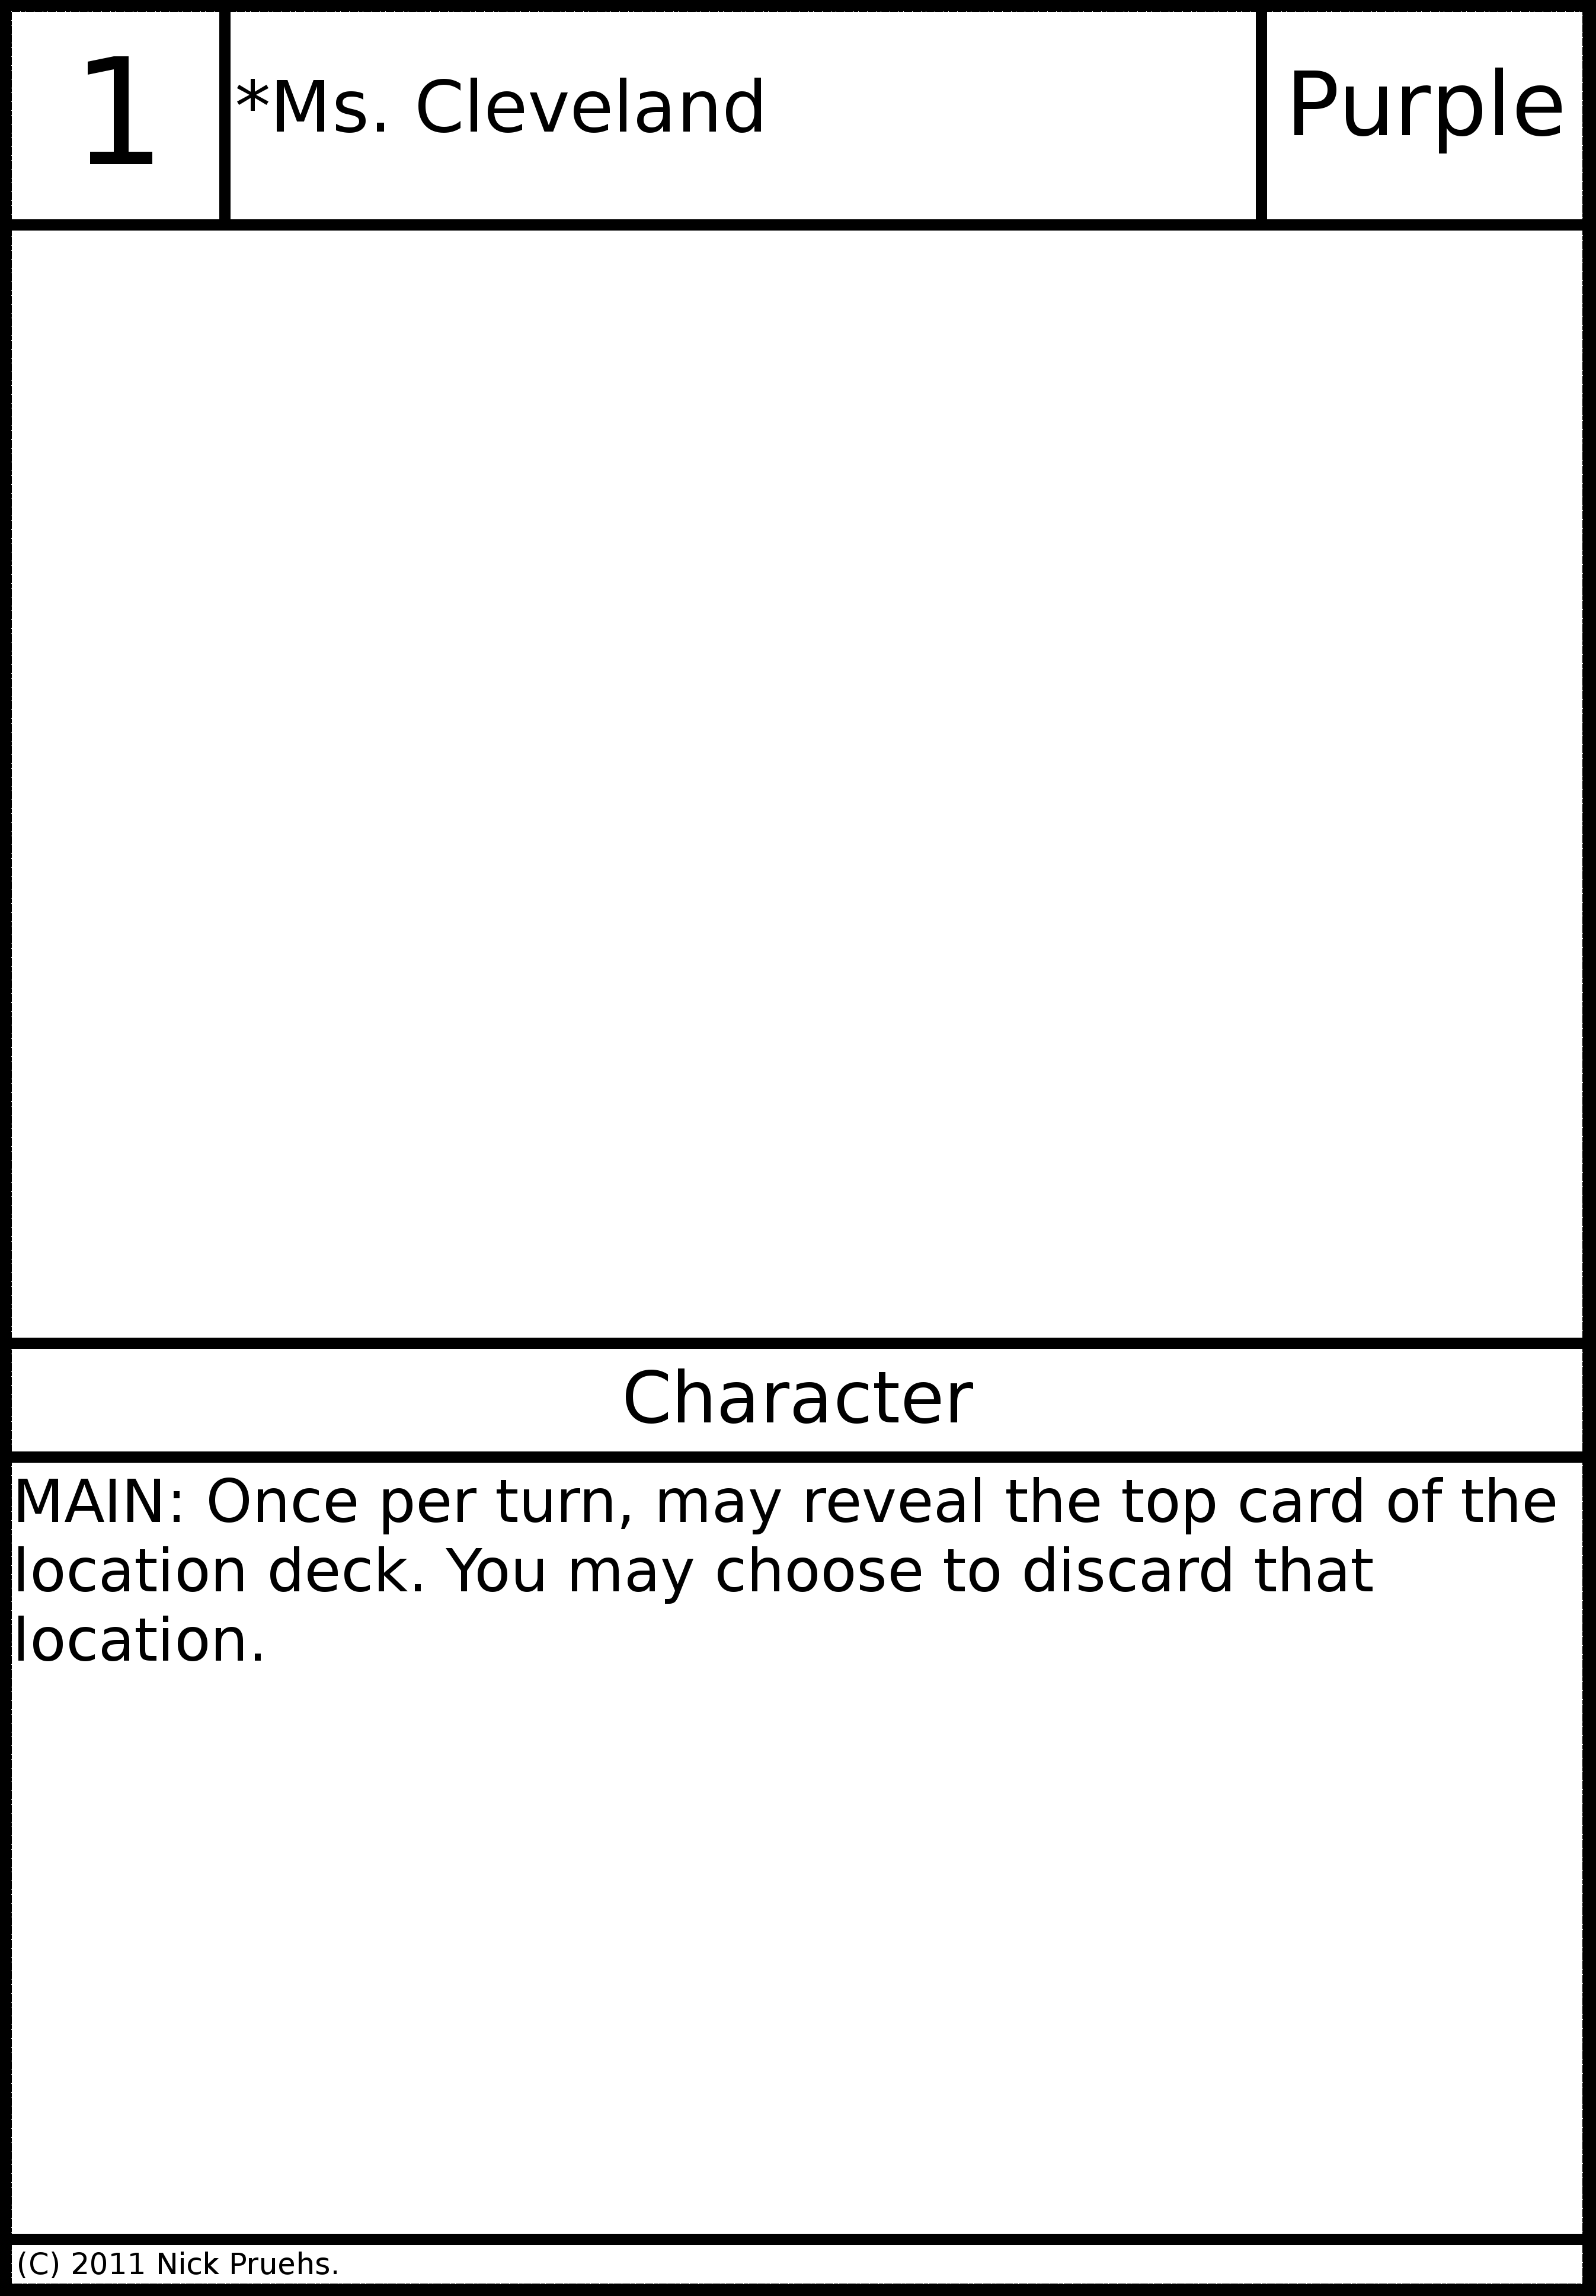 1
*Ms. Cleveland
Purple
Character
MAIN: Once per turn, may reveal the top card of the
location deck. You may choose to discard that
location.
(C) 2011 Nick Pruehs.